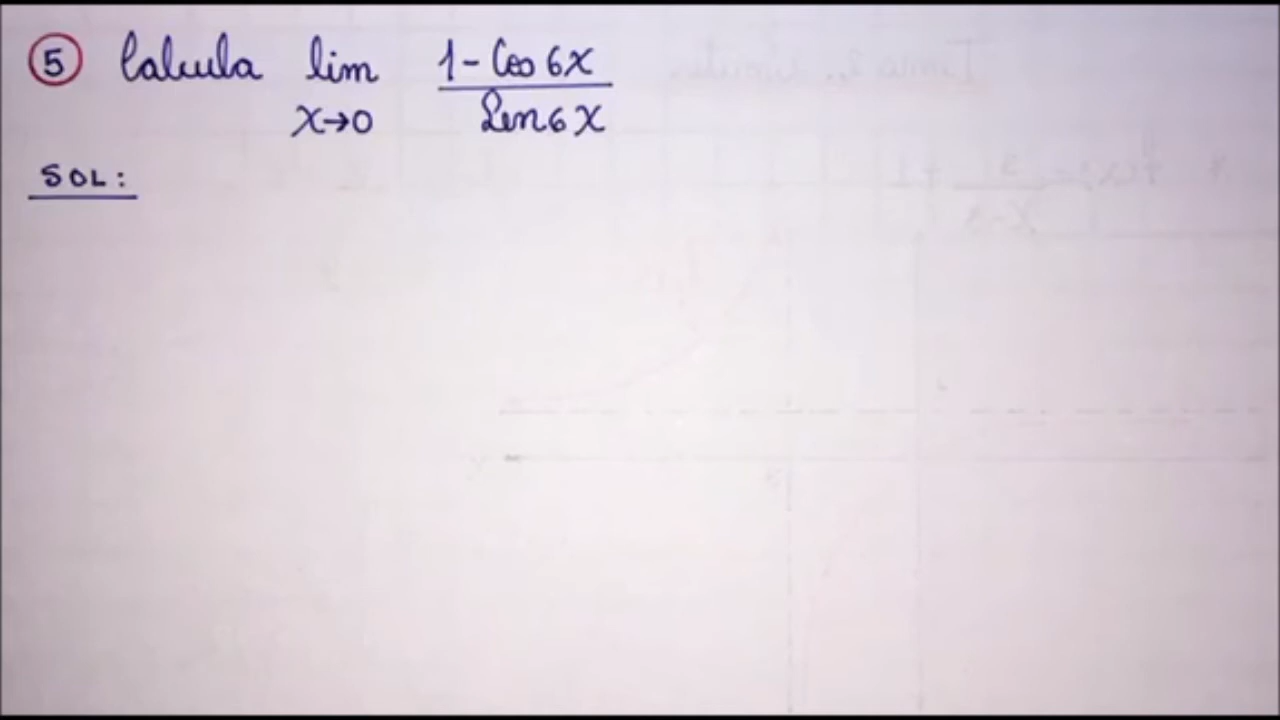 5 Calcula lim x→0 (1 - Cos 6x) / (Sen 6x)
SOL: